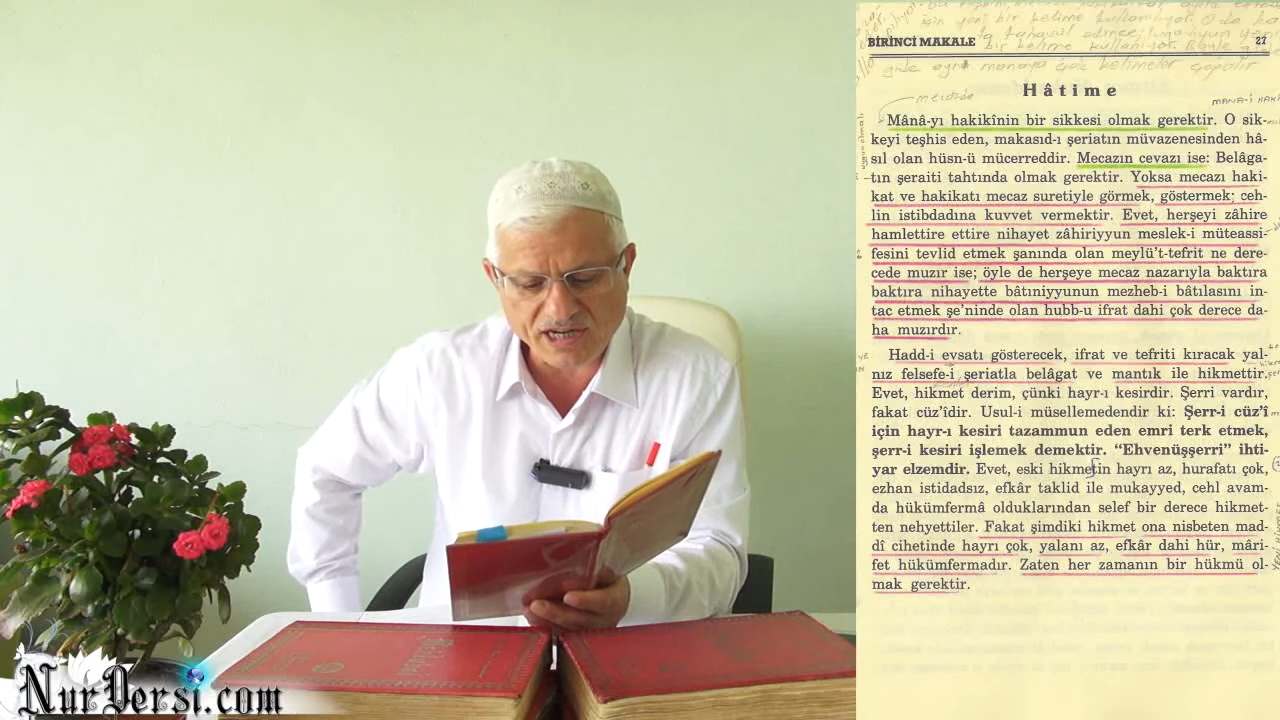 BİRİNCİ MAKALE 27
Hâtime
Mânâ-yı hakikînin bir sikkesi olmak gerektir. O sik-
keyi teşhis eden, makasıd-ı şeriatın müvazenesinden hâ-
sıl olan hüsn-ü mücerreddir. Mecazın cevazı ise: Belâga-
tın şeraiti tahtında olmak gerektir. Yoksa mecazı haki-
kat ve hakikatı mecaz suretiyle görmek, göstermek; ceh-
lin istibdadına kuvvet vermektir. Evet, herşeyi zâhire
hamlettire ettire nihayet zâhiriyyun meslek-i müteassi-
fesini tevlid etmek şanında olan meylü't-tefrit ne dere-
cede muzır ise; öyle de herşeye mecaz nazarıyla baktıra
baktıra nihayette bâtıniyyunun mezheb-i bâtılasını in-
tac etmek şe'ninde olan hubb-u ifrat dahi çok derece da-
ha muzırdır.
Hadd-i evsatı gösterecek, ifrat ve tefriti kıracak yal-
nız felsefe-i şeriatla belâgat ve mantık ile hikmettir.
Evet, hikmet derim, çünki hayr-ı kesirdir. Şerri vardır,
fakat cüz'îdir. Usul-i müsellemedendir ki: Şerr-i cüz'î
için hayr-ı kesiri tazammun eden emri terk etmek,
şerr-i kesiri işlemek demektir. "Ehvenüşşerri" ihti-
yar elzemdir. Evet, eski hikmetin hayrı az, hurafatı çok,
ezhan istidadsız, efkâr taklid ile mukayyed, cehl avam-
da hükümfermâ olduklarından selef bir derece hikmet-
ten nehyettiler. Fakat şimdiki hikmet ona nisbeten mad-
dî cihetinde hayrı çok, yalanı az, efkâr dahi hür, mâri-
fet hükümfermadır. Zaten her zamanın bir hükmü ol-
mak gerektir.
NurDersi.com